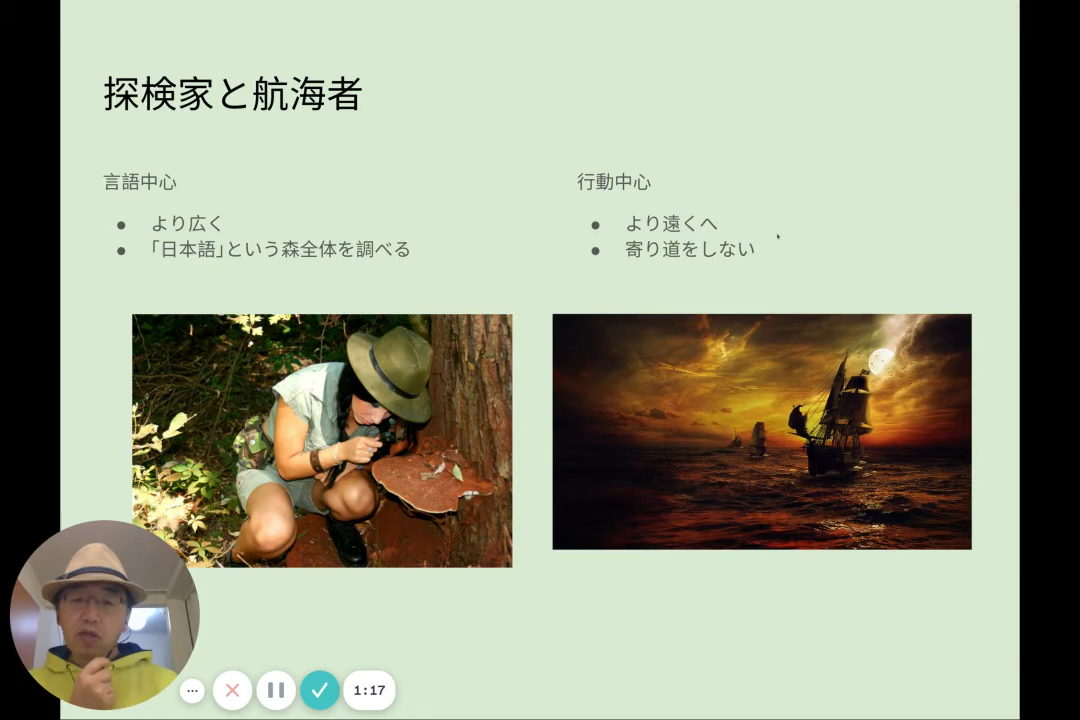 探検家と航海者
言語中心
● より広く
● ｢日本語｣という森全体を調べる
行動中心
● より遠くへ
● 寄り道をしない
1:17